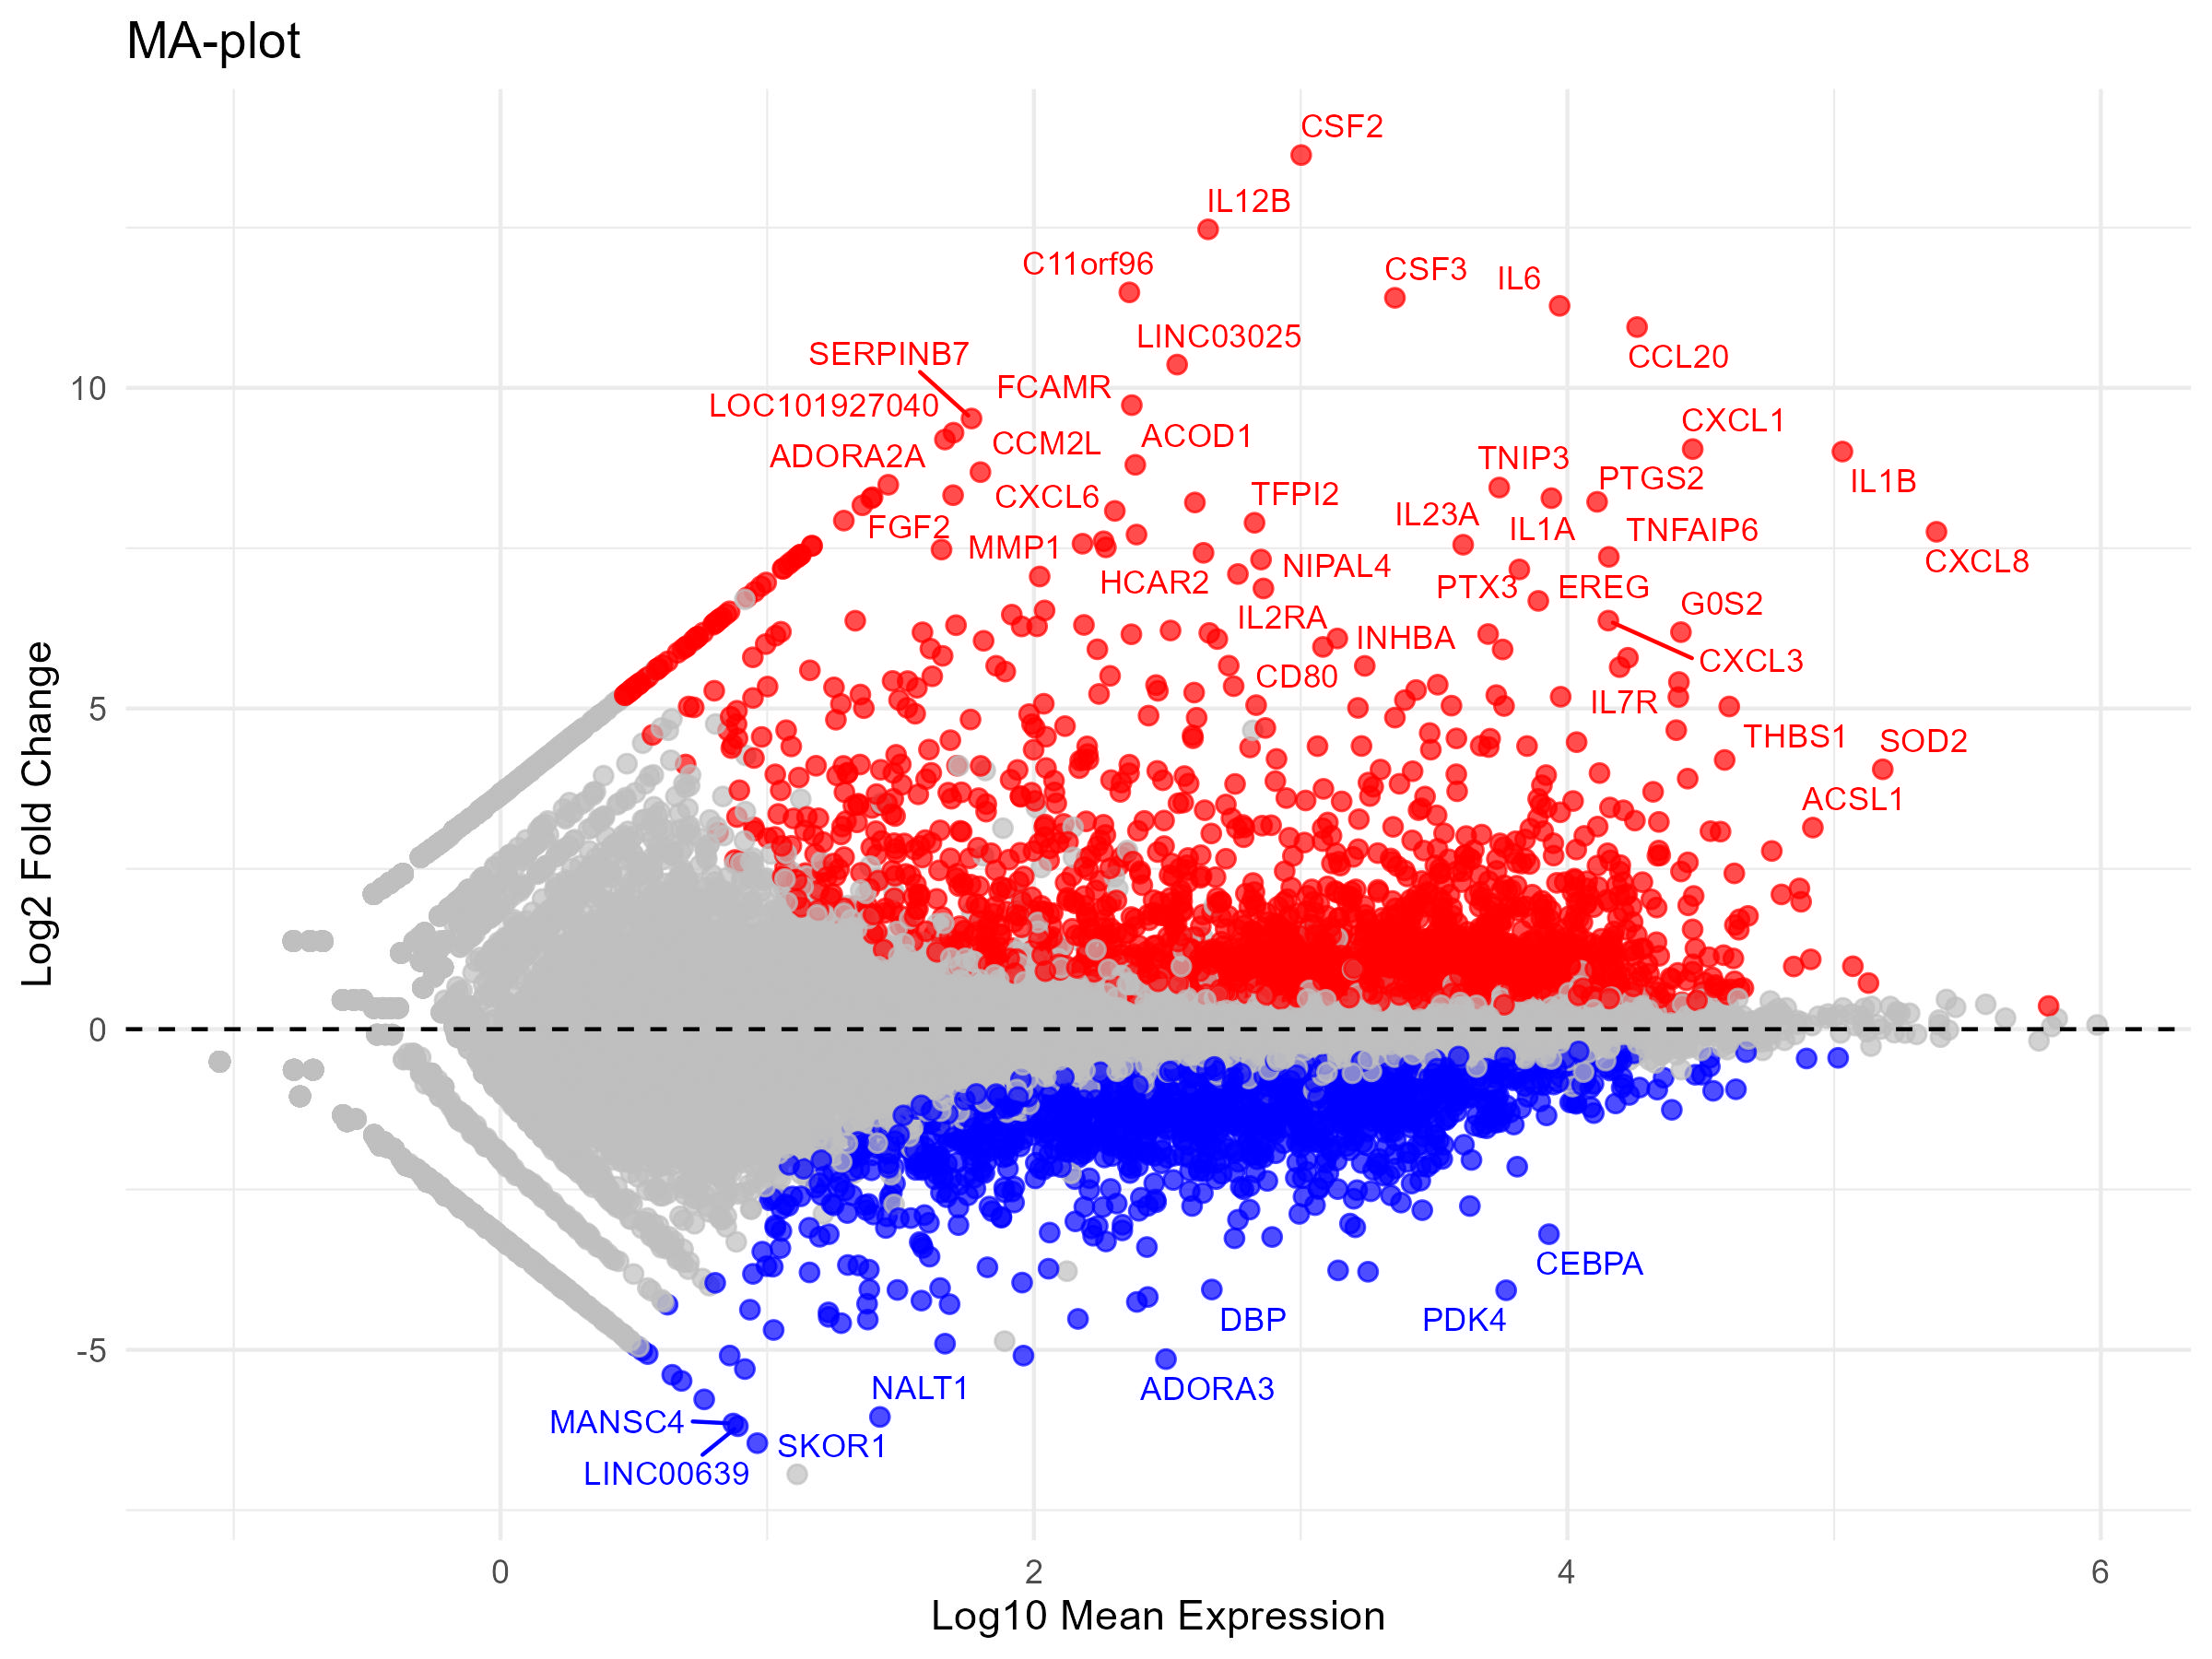 MA-plot
CSF2
IL12B
C11orf96
CSF3
IL6
LINC03025
CCL20
SERPINB7
FCAMR
LOC101927040
CXCL1
ACOD1
CCM2L
ADORA2A
TNIP3
PTGS2
IL1B
CXCL6
TFPI2
IL23A
IL1A
TNFAIP6
FGF2
MMP1
CXCL8
NIPAL4
HCAR2
PTX3
EREG
G0S2
IL2RA
INHBA
CXCL3
CD80
IL7R
THBS1
SOD2
ACSL1
CEBPA
DBP
PDK4
NALT1
ADORA3
MANSC4
SKOR1
LINC00639
10
5
0
-5
Log2 Fold Change
0 2 4 6
Log10 Mean Expression